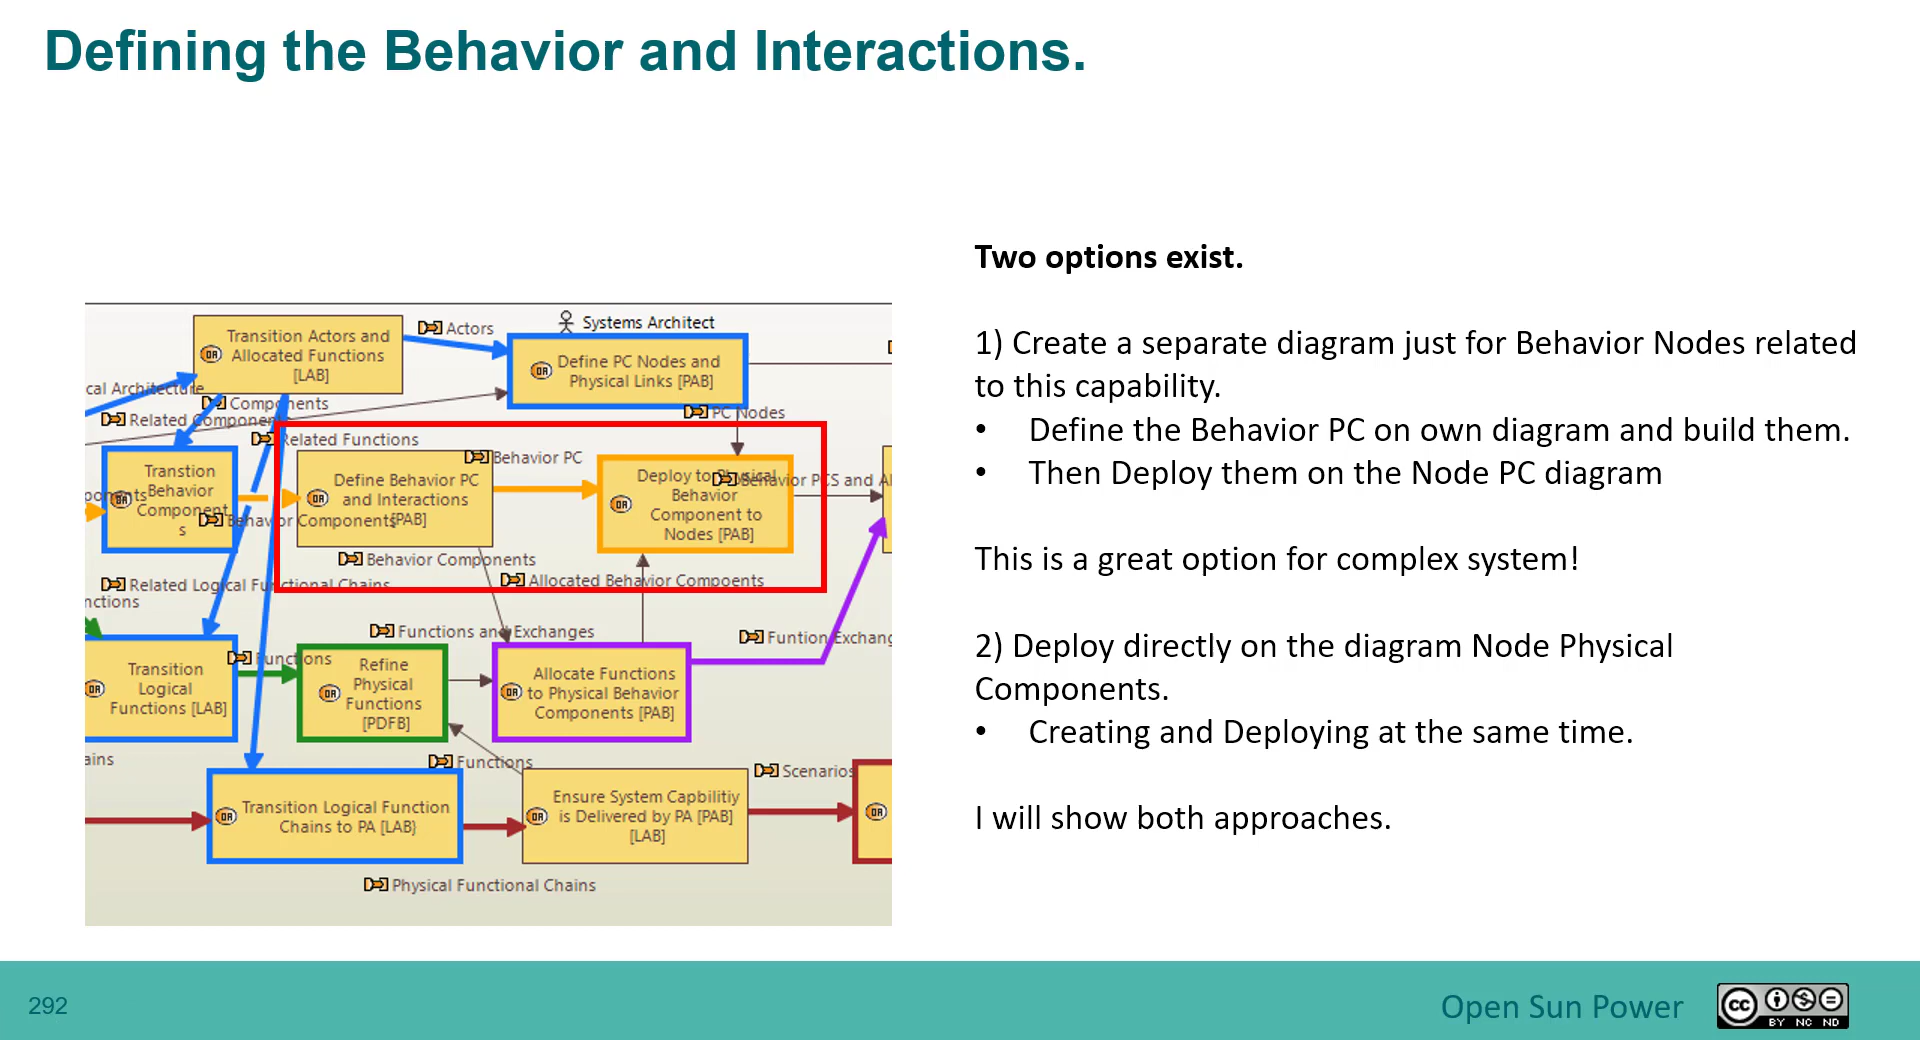 Defining the Behavior and Interactions.
Two options exist.
1) Create a separate diagram just for Behavior Nodes related
to this capability.
• Define the Behavior PC on own diagram and build them.
• Then Deploy them on the Node PC diagram
This is a great option for complex system!
2) Deploy directly on the diagram Node Physical
Components.
• Creating and Deploying at the same time.
I will show both approaches.
Transition Actors and
Allocated Functions
[LAB]
Actors
Systems Architect
Define PC Nodes and
Physical Links [PAB]
cal Architecture
Components
Related Components
PC Nodes
Related Functions
Behavior PC
Transtion
Behavior
Component
s
ponents
Define Behavior PC
and Interactions
[PAB]
Deploy to Physical
Behavior
Component to
Nodes [PAB]
Behavior PCS and Al
Behavior Components
Behavior Components
Allocated Behavior Compoents
Related Logical Functional Chains
nctions
Functions and Exchanges
Funtion Exchang
Functions
Transition
Logical
Functions [LAB]
Refine
Physical
Functions
[PDFB]
Allocate Functions
to Physical Behavior
Components [PAB]
ains
Functions
Scenarios
Transition Logical Function
Chains to PA [LAB}
Ensure System Capbilitiy
is Delivered by PA [PAB]
[LAB]
Physical Functional Chains
292
Open Sun Power
cc
BY NC ND